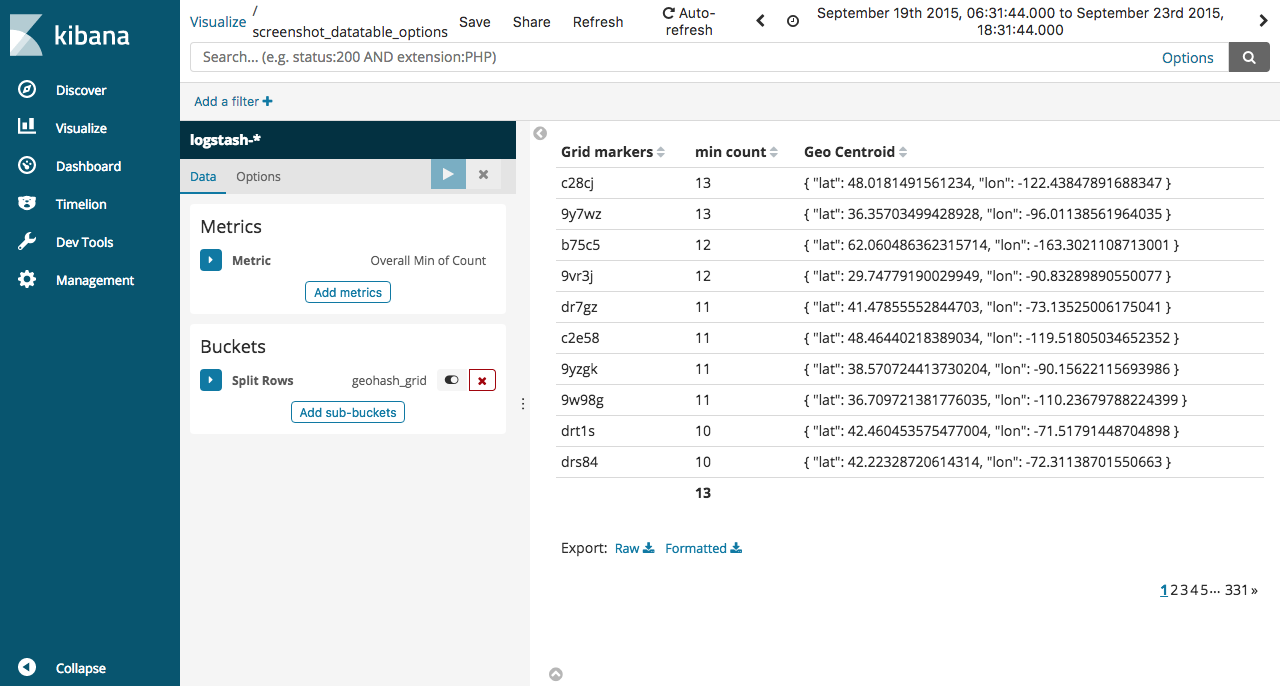 kibana
Discover
Visualize
Dashboard
Timelion
Dev Tools
Management
Collapse
Visualize / screenshot_datatable_options
Save Share Refresh Auto-refresh
September 19th 2015, 06:31:44.000 to September 23rd 2015, 18:31:44.000
Search... (e.g. status:200 AND extension:PHP) Options
Add a filter +
logstash-*
Data Options
Metrics
Metric Overall Min of Count
Add metrics
Buckets
Split Rows geohash_grid
Add sub-buckets
Grid markers min count Geo Centroid
c28cj 13 { "lat": 48.0181491561234, "lon": -122.43847891688347 }
9y7wz 13 { "lat": 36.35703499428928, "lon": -96.01138561964035 }
b75c5 12 { "lat": 62.060486362315714, "lon": -163.3021108713001 }
9vr3j 12 { "lat": 29.74779190029949, "lon": -90.83289890550077 }
dr7gz 11 { "lat": 41.47855552844703, "lon": -73.13525006175041 }
c2e58 11 { "lat": 48.46440218389034, "lon": -119.51805034652352 }
9yzgk 11 { "lat": 38.570724413730204, "lon": -90.15622115693986 }
9w98g 11 { "lat": 36.709721381776035, "lon": -110.23679788224399 }
drt1s 10 { "lat": 42.460453575477004, "lon": -71.51791448704898 }
drs84 10 { "lat": 42.22328720614314, "lon": -72.31138701550663 }
13
Export: Raw Formatted
1 2 3 4 5 ... 331 »